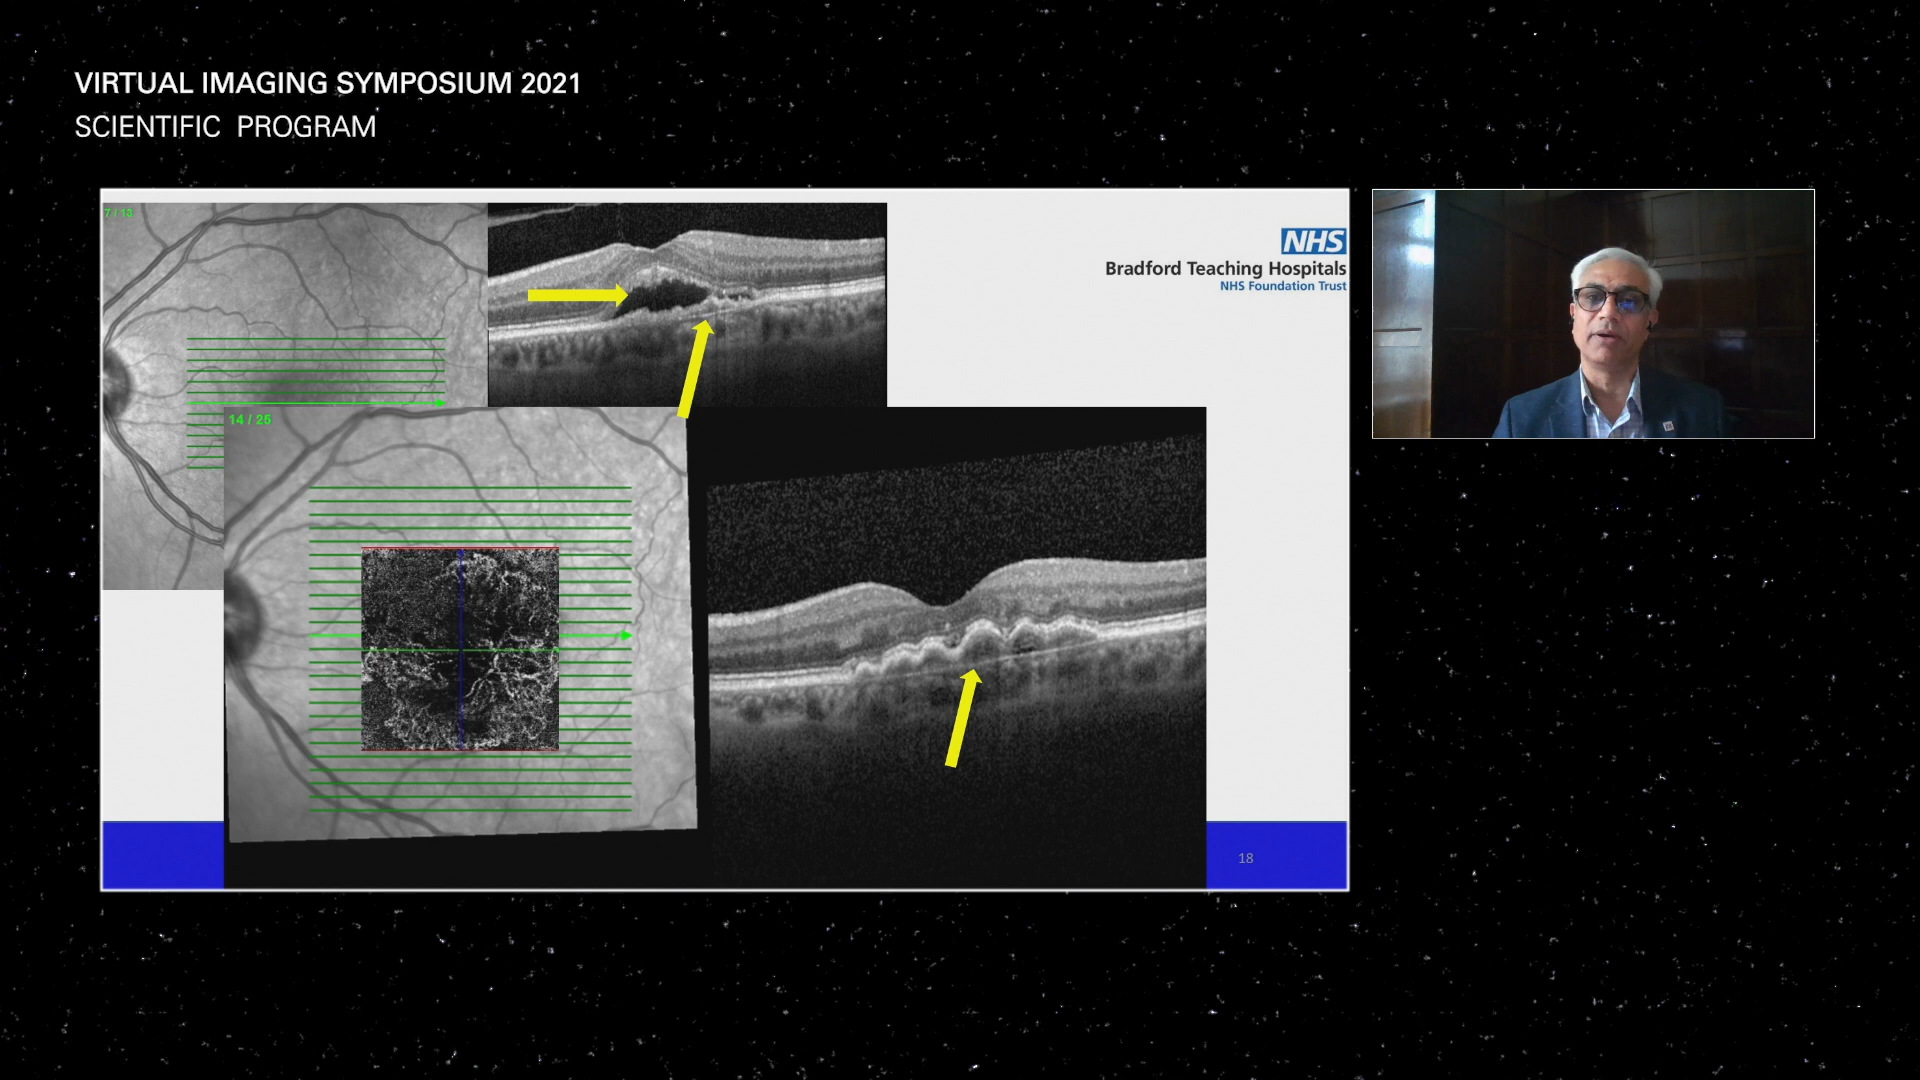 VIRTUAL IMAGING SYMPOSIUM 2021
SCIENTIFIC PROGRAM
7 / 13
NHS
Bradford Teaching Hospitals
NHS Foundation Trust
14 / 25
18